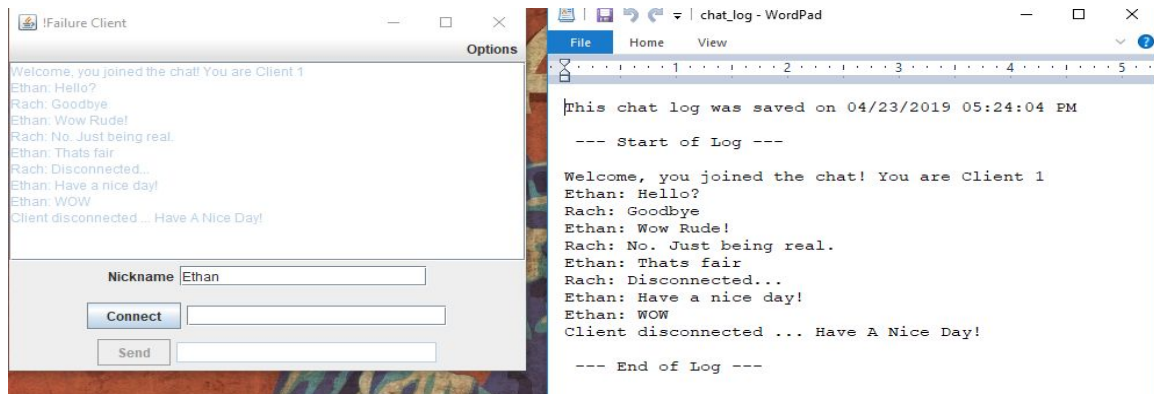 !Failure Client
Options
Welcome, you joined the chat! You are Client 1
Ethan: Hello?
Rach: Goodbye
Ethan: Wow Rude!
Rach: No. Just being real.
Ethan: Thats fair
Rach: Disconnected...
Ethan: Have a nice day!
Ethan: WOW
Client disconnected ... Have A Nice Day!
Nickname Ethan
Connect
Send
chat_log - WordPad
File Home View
1 2 3 4 5
This chat log was saved on 04/23/2019 05:24:04 PM
--- Start of Log ---
Welcome, you joined the chat! You are Client 1
Ethan: Hello?
Rach: Goodbye
Ethan: Wow Rude!
Rach: No. Just being real.
Ethan: Thats fair
Rach: Disconnected...
Ethan: Have a nice day!
Ethan: WOW
Client disconnected ... Have A Nice Day!
--- End of Log ---